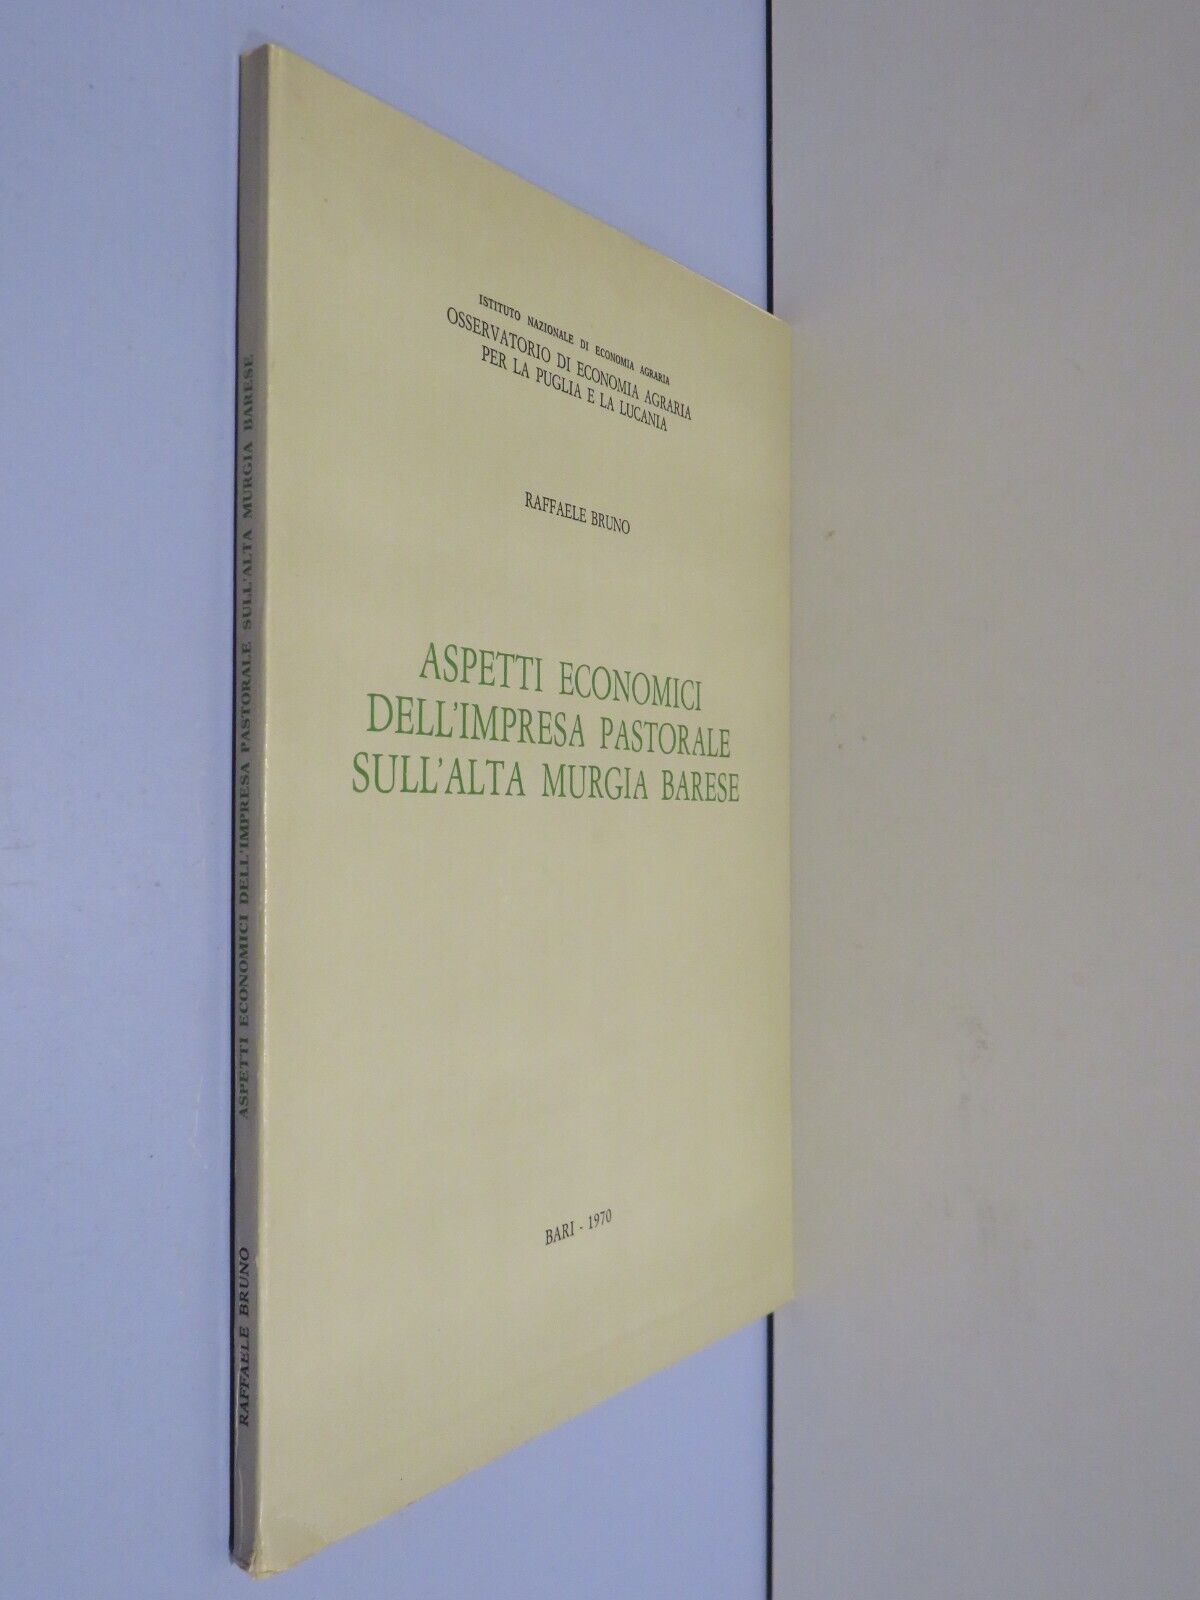 ISTITUTO NAZIONALE DI ECONOMIA AGRARIA
OSSERVATORIO DI ECONOMIA AGRARIA
PER LA PUGLIA E LA LUCANIA
RAFFAELE BRUNO
ASPETTI ECONOMICI
DELL'IMPRESA PASTORALE
SULL'ALTA MURGIA BARESE
BARI - 1970
RAFFAELE BRUNO ASPETTI ECONOMICI DELL'IMPRESA PASTORALE SULL'ALTA MURGIA BARESE